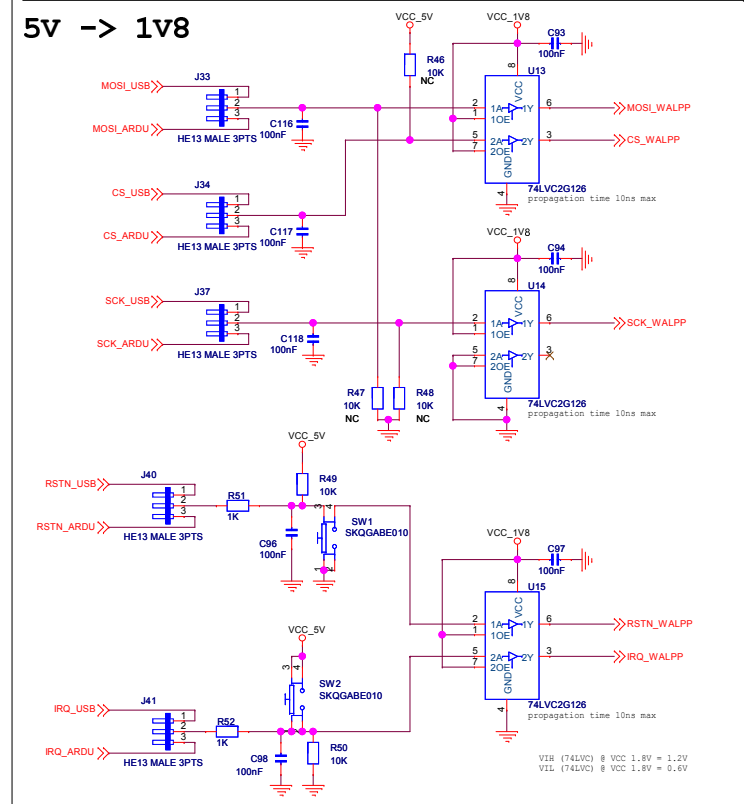 5V -> 1V8
VCC_5V
VCC_1V8
C93
100nF
R46
10K
NC
J33
MOSI_USB
MOSI_ARDU
1
2
3
HE13 MALE 3PTS
C116
100nF
8
U13
VCC
2
1A
1Y
6
MOSI_WALPP
1
1OE
5
2A
2Y
3
CS_WALPP
7
2OE
GND
4
74LVC2G126
propagation time 10ns max
J34
CS_USB
CS_ARDU
1
2
3
HE13 MALE 3PTS
C117
100nF
VCC_1V8
C94
100nF
J37
SCK_USB
SCK_ARDU
1
2
3
HE13 MALE 3PTS
C118
100nF
8
U14
VCC
2
1A
1Y
6
SCK_WALPP
1
1OE
5
2A
2Y
3
7
2OE
GND
4
74LVC2G126
propagation time 10ns max
R47
10K
NC
R48
10K
NC
VCC_5V
R49
10K
J40
RSTN_USB
RSTN_ARDU
1
2
3
HE13 MALE 3PTS
R51
1K
C96
100nF
3
4
1
2
SW1
SKQGABE010
VCC_1V8
C97
100nF
8
U15
VCC
2
1A
1Y
6
RSTN_WALPP
1
1OE
5
2A
2Y
3
IRQ_WALPP
7
2OE
GND
4
74LVC2G126
propagation time 10ns max
VCC_5V
3
4
SW2
SKQGABE010
J41
IRQ_USB
IRQ_ARDU
1
2
3
HE13 MALE 3PTS
R52
1K
C98
100nF
R50
10K
VIH (74LVC) @ VCC 1.8V = 1.2V
VIL (74LVC) @ VCC 1.8V = 0.6V